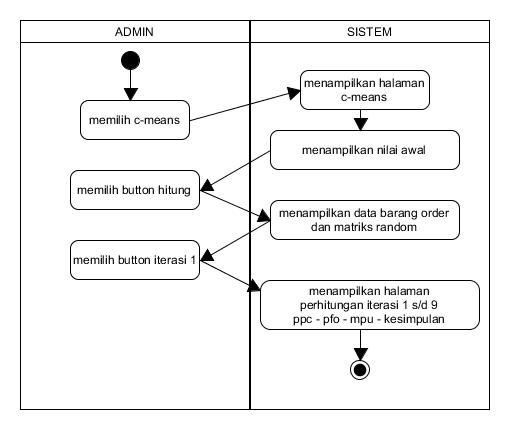 ADMIN
SISTEM
menampilkan halaman
c-means
memilih c-means
menampilkan nilai awal
memilih button hitung
menampilkan data barang order
dan matriks random
memilih button iterasi 1
menampilkan halaman
perhitungan iterasi 1 s/d 9
ppc - pfo - mpu - kesimpulan